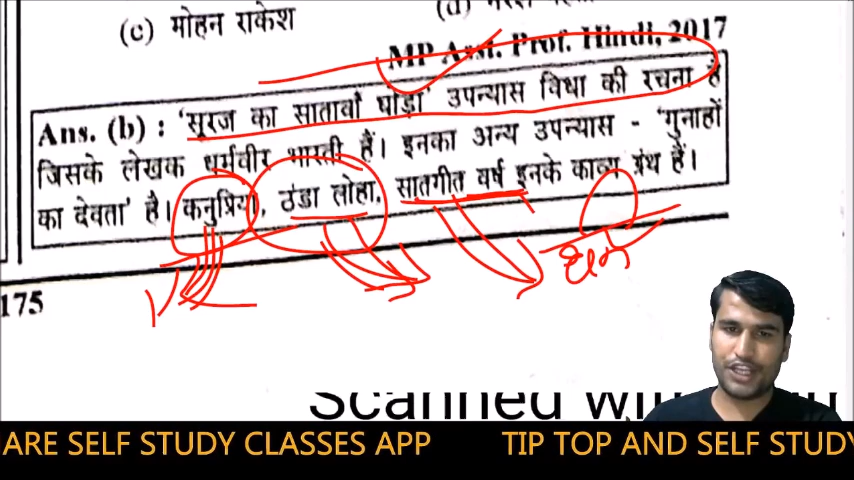 (c) मोहन राकेश
(d)
MP Asst. Prof. Hindi, 2017
Ans. (b) : 'सूरज का सातवाँ घोड़ा' उपन्यास विधा की रचना है
जिसके लेखक धर्मवीर भारती हैं। इनका अन्य उपन्यास - 'गुनाहों
का देवता' है। कनुप्रिया, ठंडा लोहा, सातगीत वर्ष इनके काव्य ग्रंथ हैं।
175
Scanned
ARE SELF STUDY CLASSES APP TIP TOP AND SELF STUDY